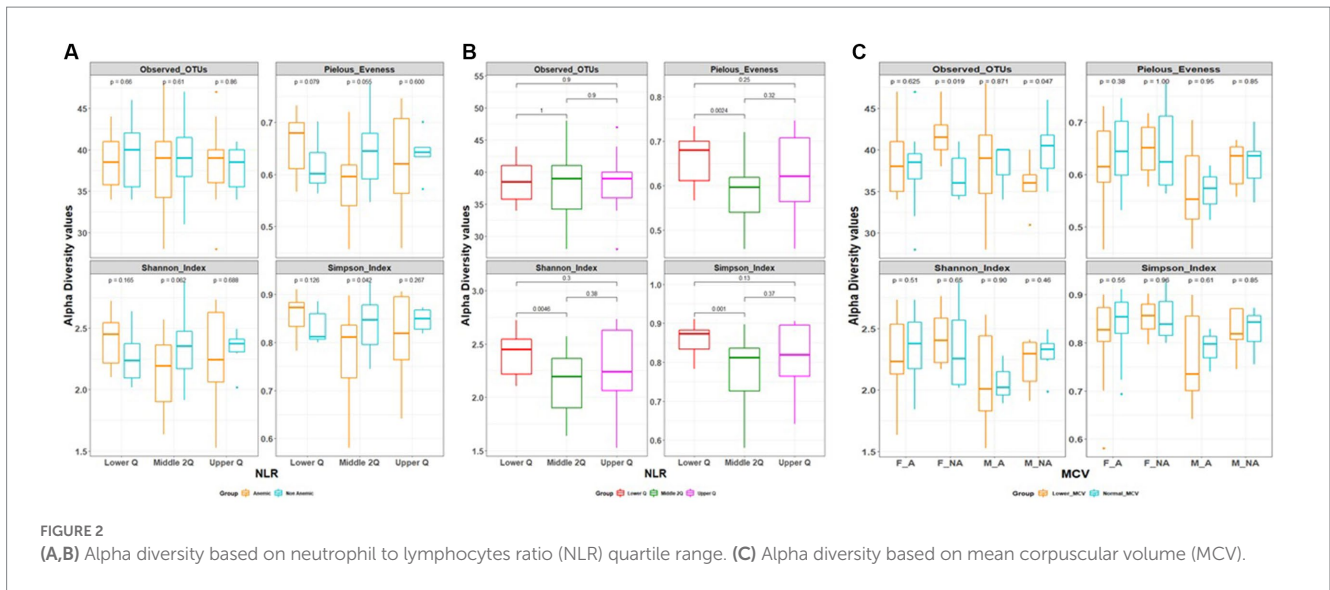 A
B
C
Observed_OTUs
Pielous_Eveness
p = 0.66 p = 0.61 p = 0.86
p = 0.079 p = 0.055 p = 0.600
45
40
35
30
0.7
0.6
0.5
Shannon_Index
Simpson_Index
p = 0.165 p = 0.062 p = 0.688
p = 0.126 p = 0.042 p = 0.267
2.5
2.0
1.5
0.9
0.8
0.7
0.6
Alpha Diversity values
Lower Q Middle 2Q Upper Q
Lower Q Middle 2Q Upper Q
NLR
Group Anemic Non Anemic
Observed_OTUs
Pielous_Eveness
55
50
45
40
35
30
0.9
0.9
1
0.8
0.7
0.6
0.5
0.25
0.32
0.0024
Shannon_Index
Simpson_Index
3.0
2.5
2.0
1.5
0.3
0.38
0.0046
1.0
0.9
0.8
0.7
0.6
0.13
0.37
0.001
Alpha Diversity values
Lower Q Middle 2Q Upper Q
Lower Q Middle 2Q Upper Q
NLR
Group Lower Q Middle 2Q Upper Q
Observed_OTUs
Pielous_Eveness
p = 0.625 p = 0.019 p = 0.871 p = 0.047
p = 0.38 p = 1.00 p = 0.95 p = 0.85
45
40
35
30
0.7
0.6
0.5
Shannon_Index
Simpson_Index
p = 0.51 p = 0.65 p = 0.90 p = 0.46
p = 0.55 p = 0.96 p = 0.61 p = 0.85
2.5
2.0
1.5
0.9
0.8
0.7
0.6
Alpha Diversity values
F_A F_NA M_A M_NA
F_A F_NA M_A M_NA
MCV
Group Lower_MCV Normal_MCV
FIGURE 2
(A,B) Alpha diversity based on neutrophil to lymphocytes ratio (NLR) quartile range. (C) Alpha diversity based on mean corpuscular volume (MCV).